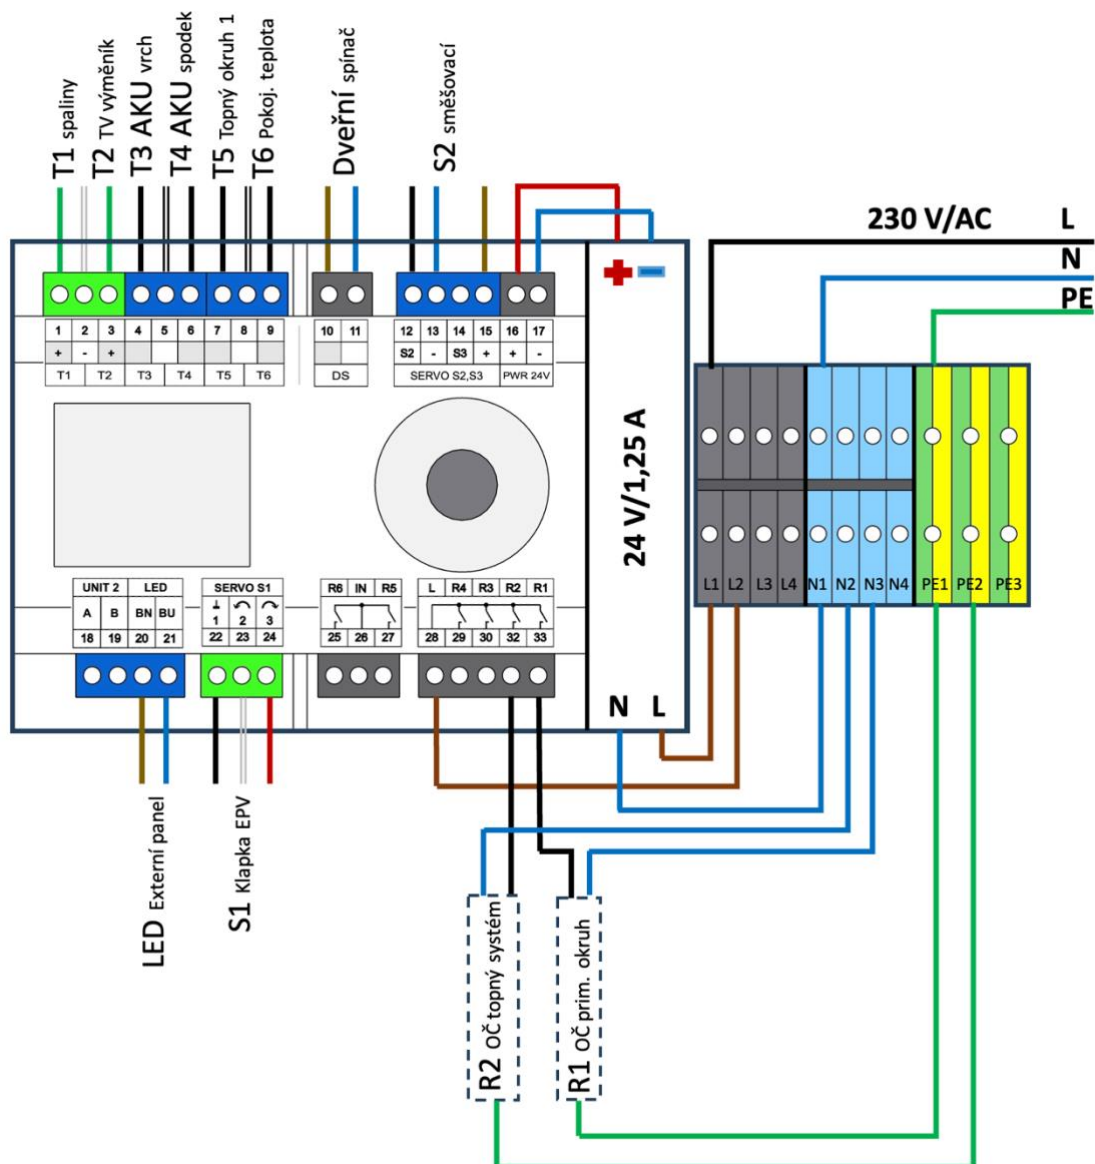 T1 spaliny
T2 TV výměník
T3 AKU vrch
T4 AKU spodek
T5 Topný okruh 1
T6 Pokoj. teplota
Dveřní spínač
S2 směšovací
230 V/AC
L
N
PE
1 2 3 4 5 6 7 8 9
+ - +
T1 T2 T3 T4 T5 T6
10 11
DS
12 13 14 15 16 17
S2 - S3 + + -
SERVO S2,S3 PWR 24V
+ -
24 V/1,25 A
L1 L2 L3 L4 N1 N2 N3 N4 PE1 PE2 PE3
UNIT 2 LED
A B BN BU
18 19 20 21
SERVO S1
1 2 3
22 23 24
R6 IN R5
25 26 27
L R4 R3 R2 R1
28 29 30 32 33
N L
LED Externí panel
S1 Klapka EPV
R2 OČ topný systém
R1 OČ prim. okruh